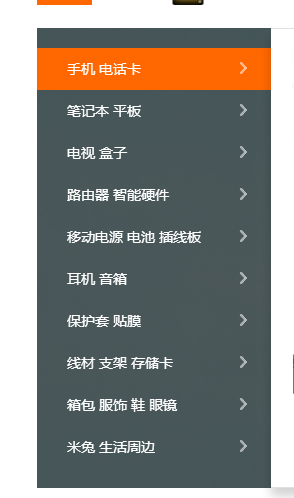 手机 电话卡
笔记本 平板
电视 盒子
路由器 智能硬件
移动电源 电池 插线板
耳机 音箱
保护套 贴膜
线材 支架 存储卡
箱包 服饰 鞋 眼镜
米兔 生活周边